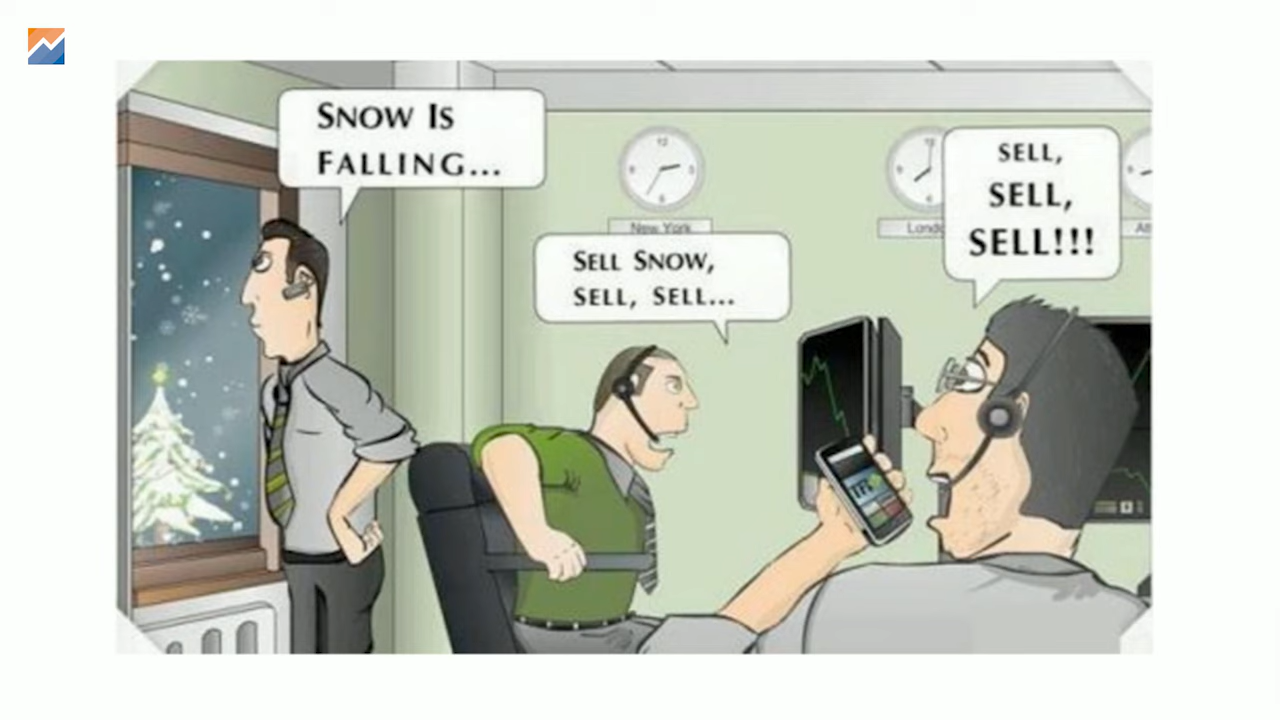 SNOW IS
FALLING...
SELL SNOW,
SELL, SELL...
SELL,
SELL,
SELL!!!
New York